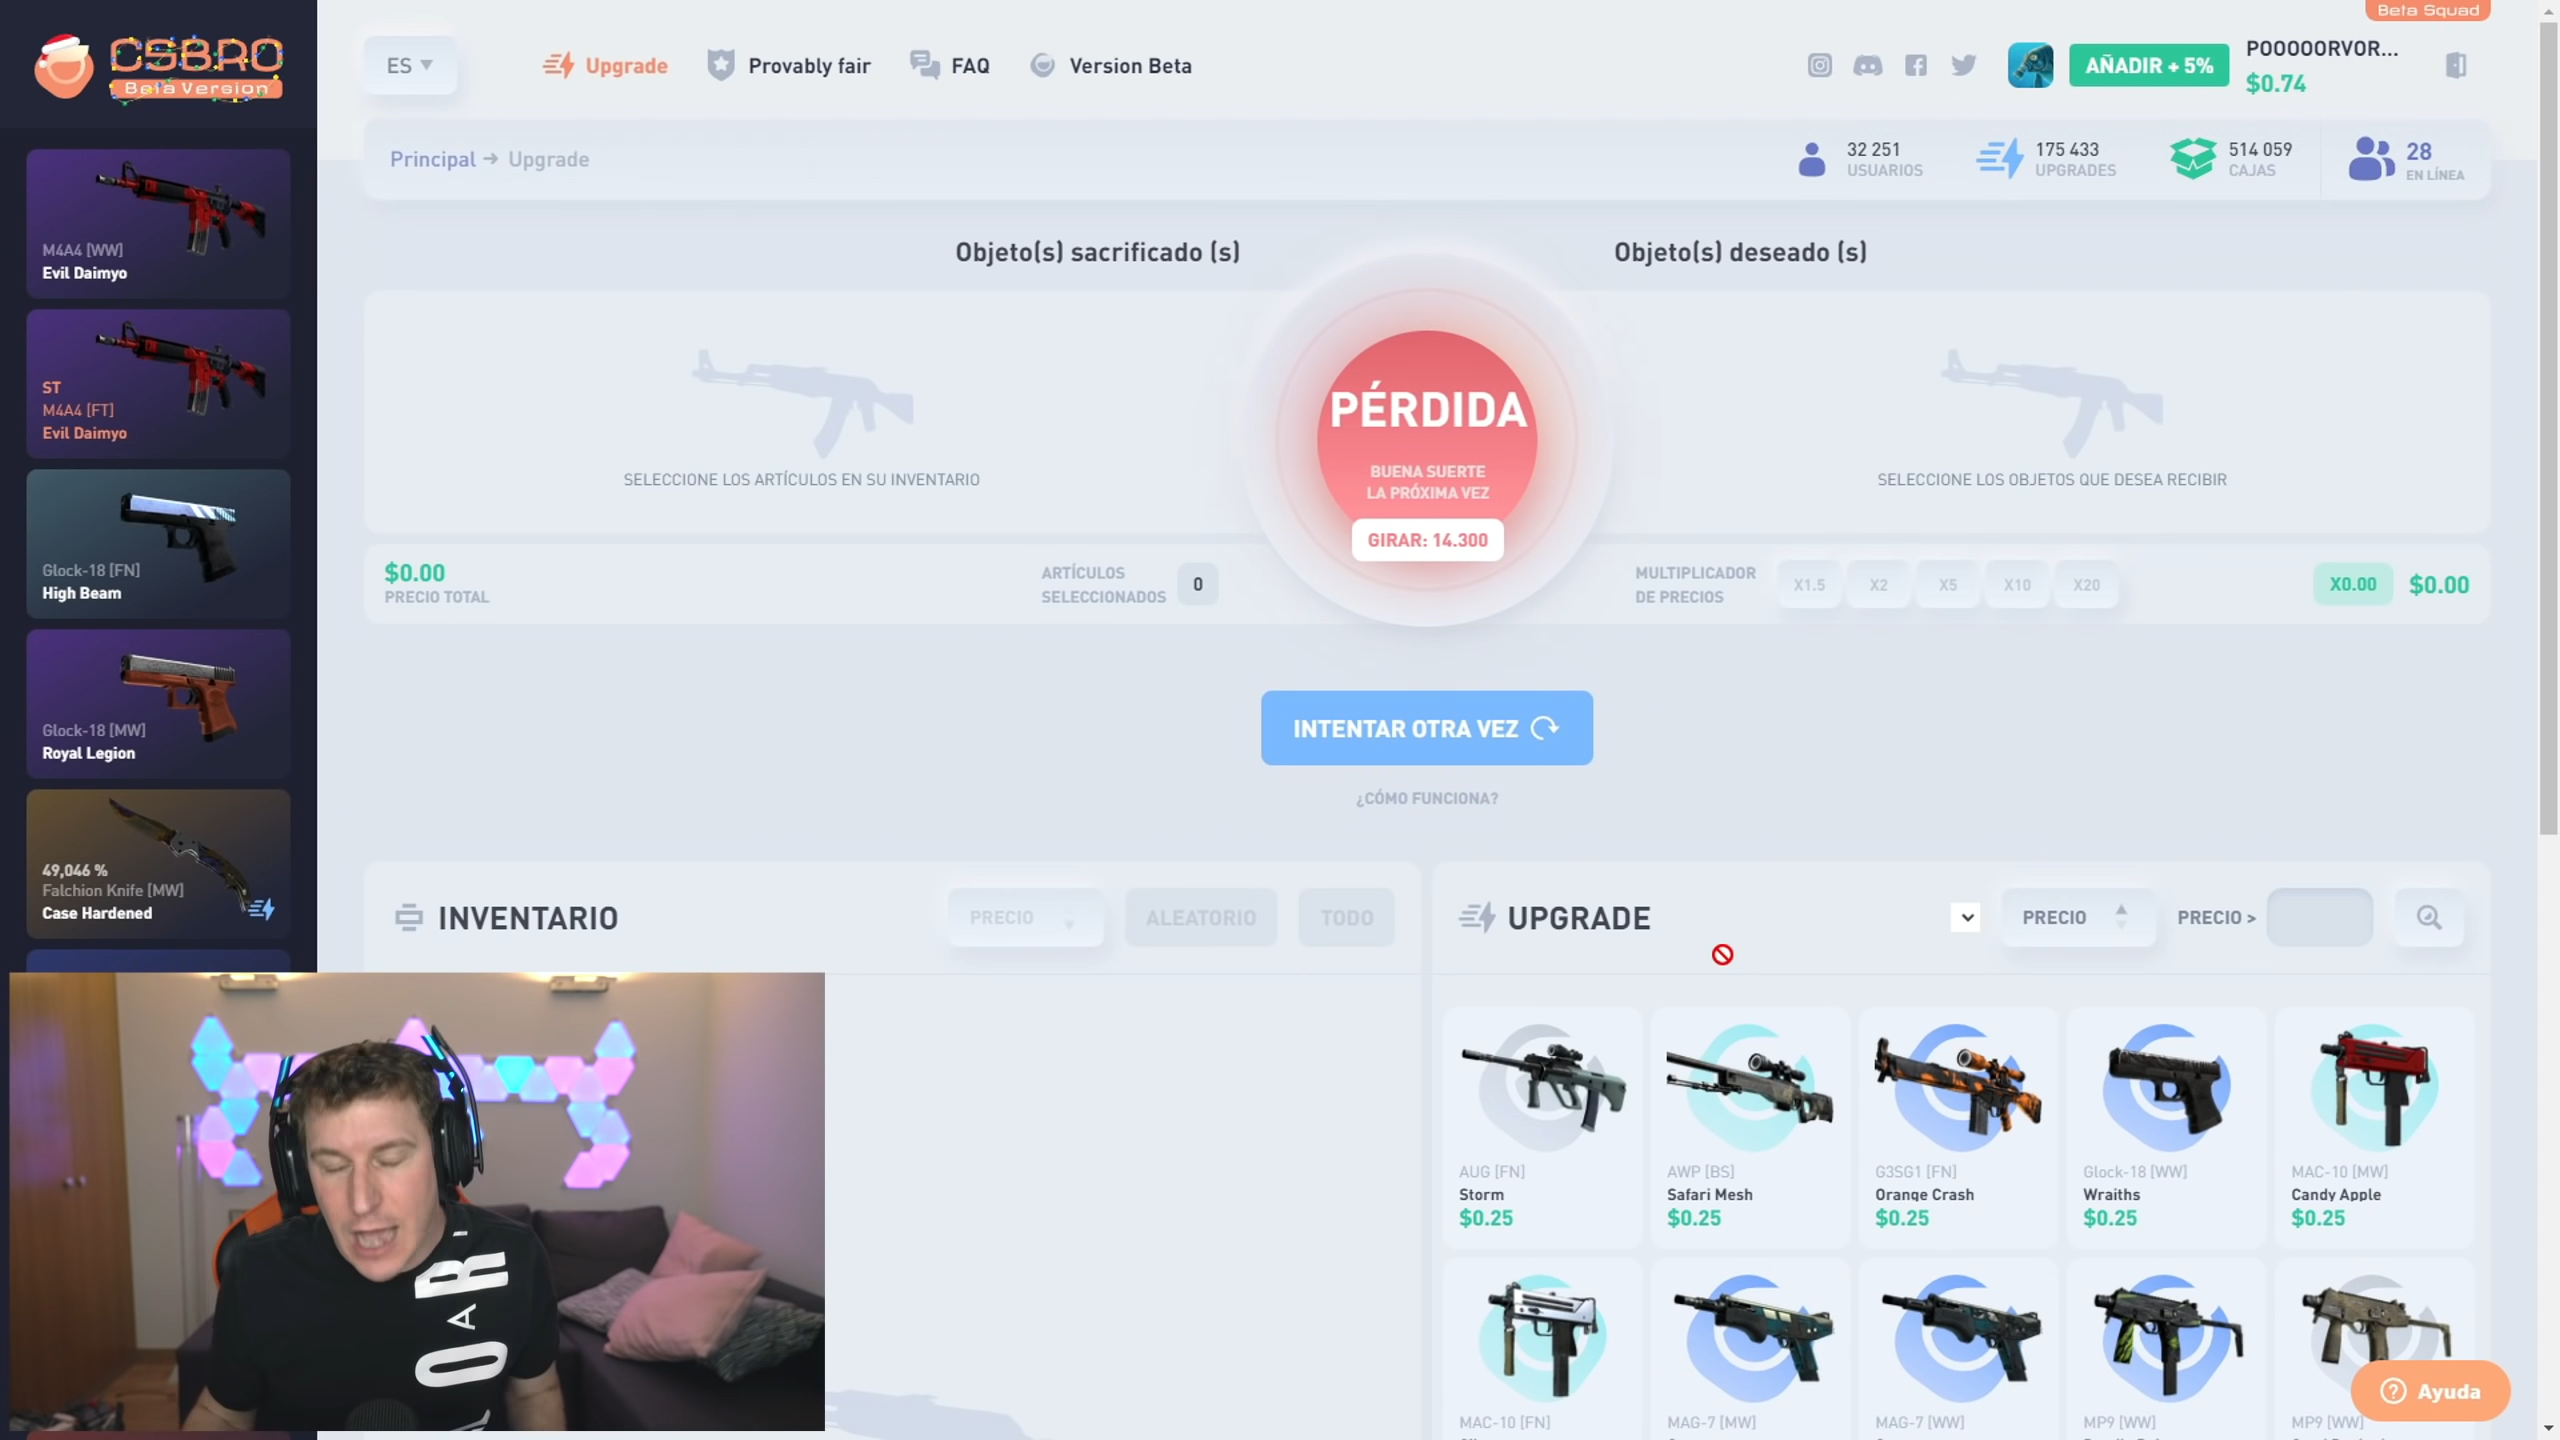 Beta Squad
CSBRO
Beta Version
ES
Upgrade
Provably fair
FAQ
Version Beta
AÑADIR + 5%
POOOOORVOR...
$0.74
Principal → Upgrade
32 251
USUARIOS
175 433
UPGRADES
514 059
CAJAS
28
EN LÍNEA
M4A4 [WW]
Evil Daimyo
ST
M4A4 [FT]
Evil Daimyo
Glock-18 [FN]
High Beam
Glock-18 [MW]
Royal Legion
49,046 %
Falchion Knife [MW]
Case Hardened
Objeto(s) sacrificado (s)
Objeto(s) deseado (s)
SELECCIONE LOS ARTÍCULOS EN SU INVENTARIO
PÉRDIDA
BUENA SUERTE
LA PRÓXIMA VEZ
GIRAR: 14.300
SELECCIONE LOS OBJETOS QUE DESEA RECIBIR
$0.00
PRECIO TOTAL
ARTÍCULOS
SELECCIONADOS
0
MULTIPLICADOR
DE PRECIOS
X1.5
X2
X5
X10
X20
X0.00
$0.00
INTENTAR OTRA VEZ
¿CÓMO FUNCIONA?
INVENTARIO
PRECIO
ALEATORIO
TODO
UPGRADE
PRECIO
PRECIO >
AUG [FN]
Storm
$0.25
AWP [BS]
Safari Mesh
$0.25
G3SG1 [FN]
Orange Crash
$0.25
Glock-18 [WW]
Wraiths
$0.25
MAC-10 [MW]
Candy Apple
$0.25
MAC-10 [FN]
MAG-7 [MW]
MAG-7 [WW]
MP9 [WW]
MP9 [WW]
Ayuda